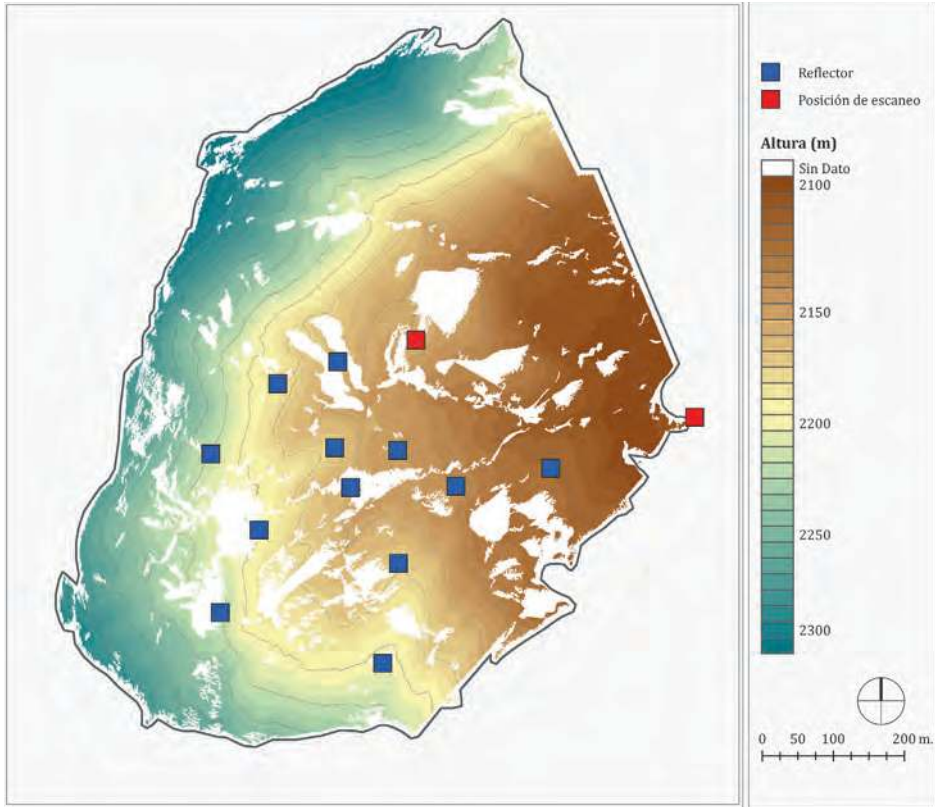 Reflector
Posición de escaneo
Altura (m)
Sin Dato
2100
2150
2200
2250
2300
0 50 100 200 m.